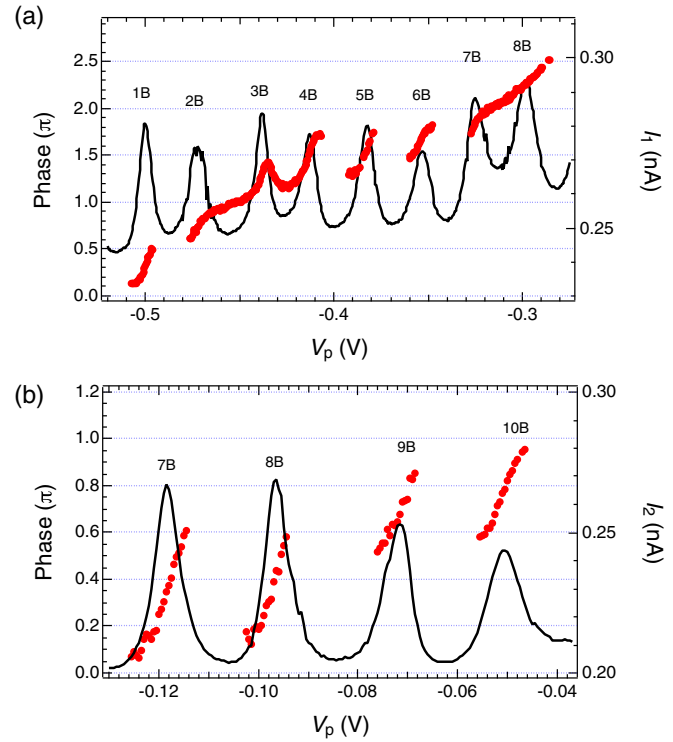 (a)
Phase (π)
2.5
2.0
1.5
1.0
0.5
0.0
1B
2B
3B
4B
5B
6B
7B
8B
0.30
0.25
I1 (nA)
-0.5
-0.4
-0.3
Vp (V)
(b)
Phase (π)
1.2
1.0
0.8
0.6
0.4
0.2
0.0
7B
8B
9B
10B
0.30
0.25
0.20
I2 (nA)
-0.12
-0.10
-0.08
-0.06
-0.04
Vp (V)